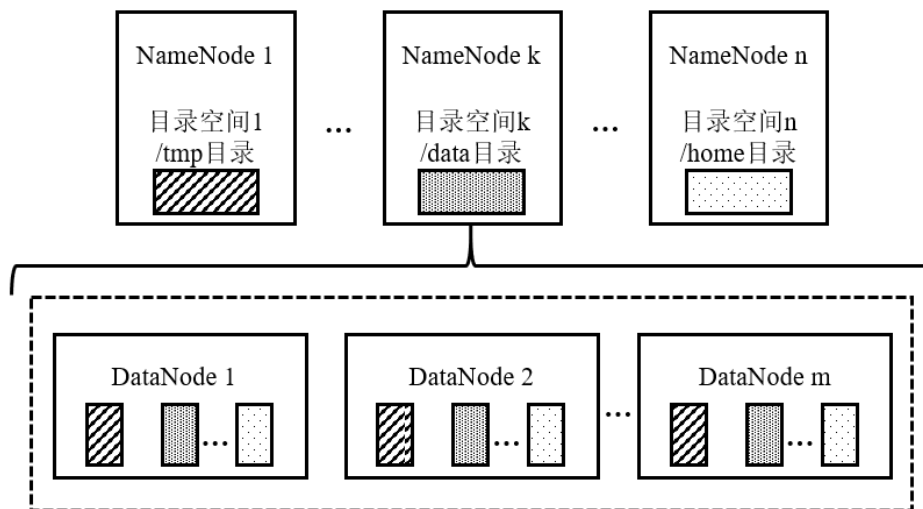 NameNode 1
目录空间1
/tmp目录
...
NameNode k
目录空间k
/data目录
...
NameNode n
目录空间n
/home目录
DataNode 1
...
DataNode 2
...
...
DataNode m
...